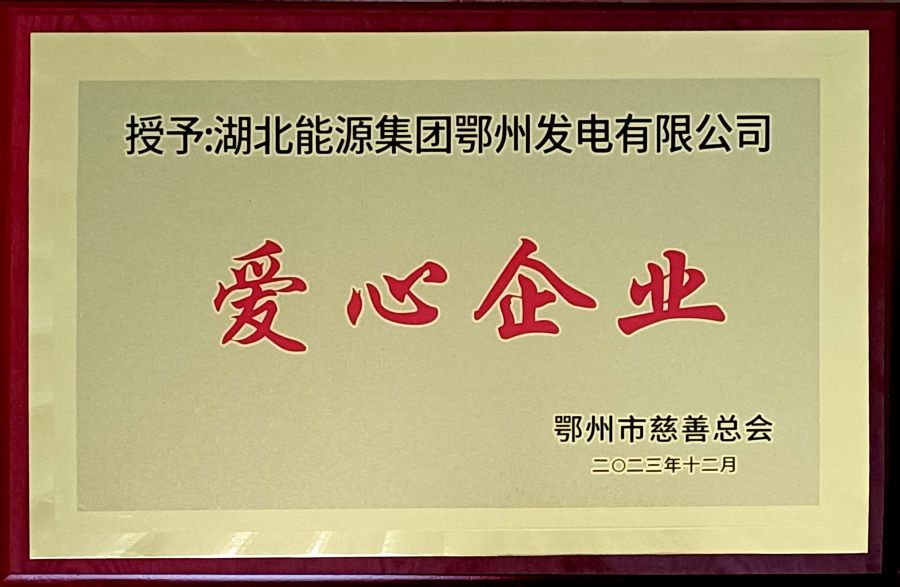 授予:湖北能源集团鄂州发电有限公司
爱心企业
鄂州市慈善总会
二〇二三年十二月